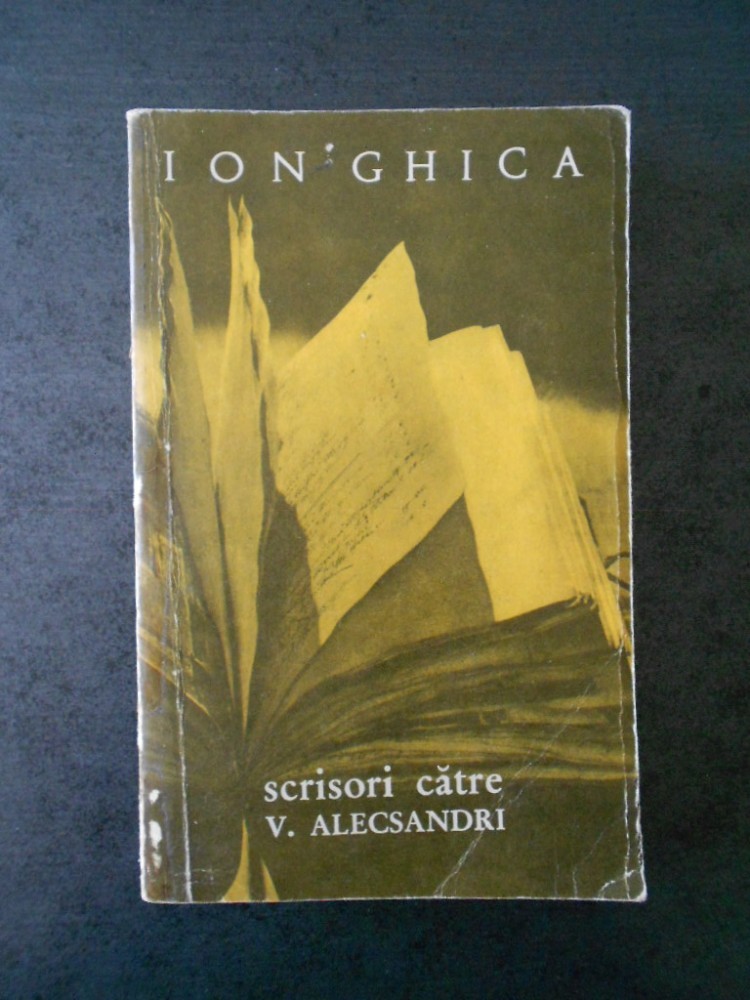 ION GHICA
scrisori către
V. ALECSANDRI